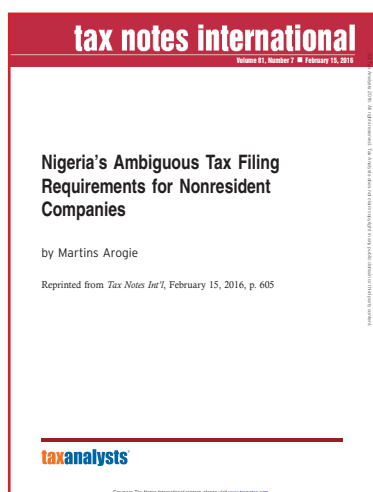 tax notes international
Volume 81, Number 7 ■ February 15, 2016
Nigeria's Ambiguous Tax Filing
Requirements for Nonresident
Companies
by Martins Arogie
Reprinted from Tax Notes Int'l, February 15, 2016, p. 605
taxanalysts